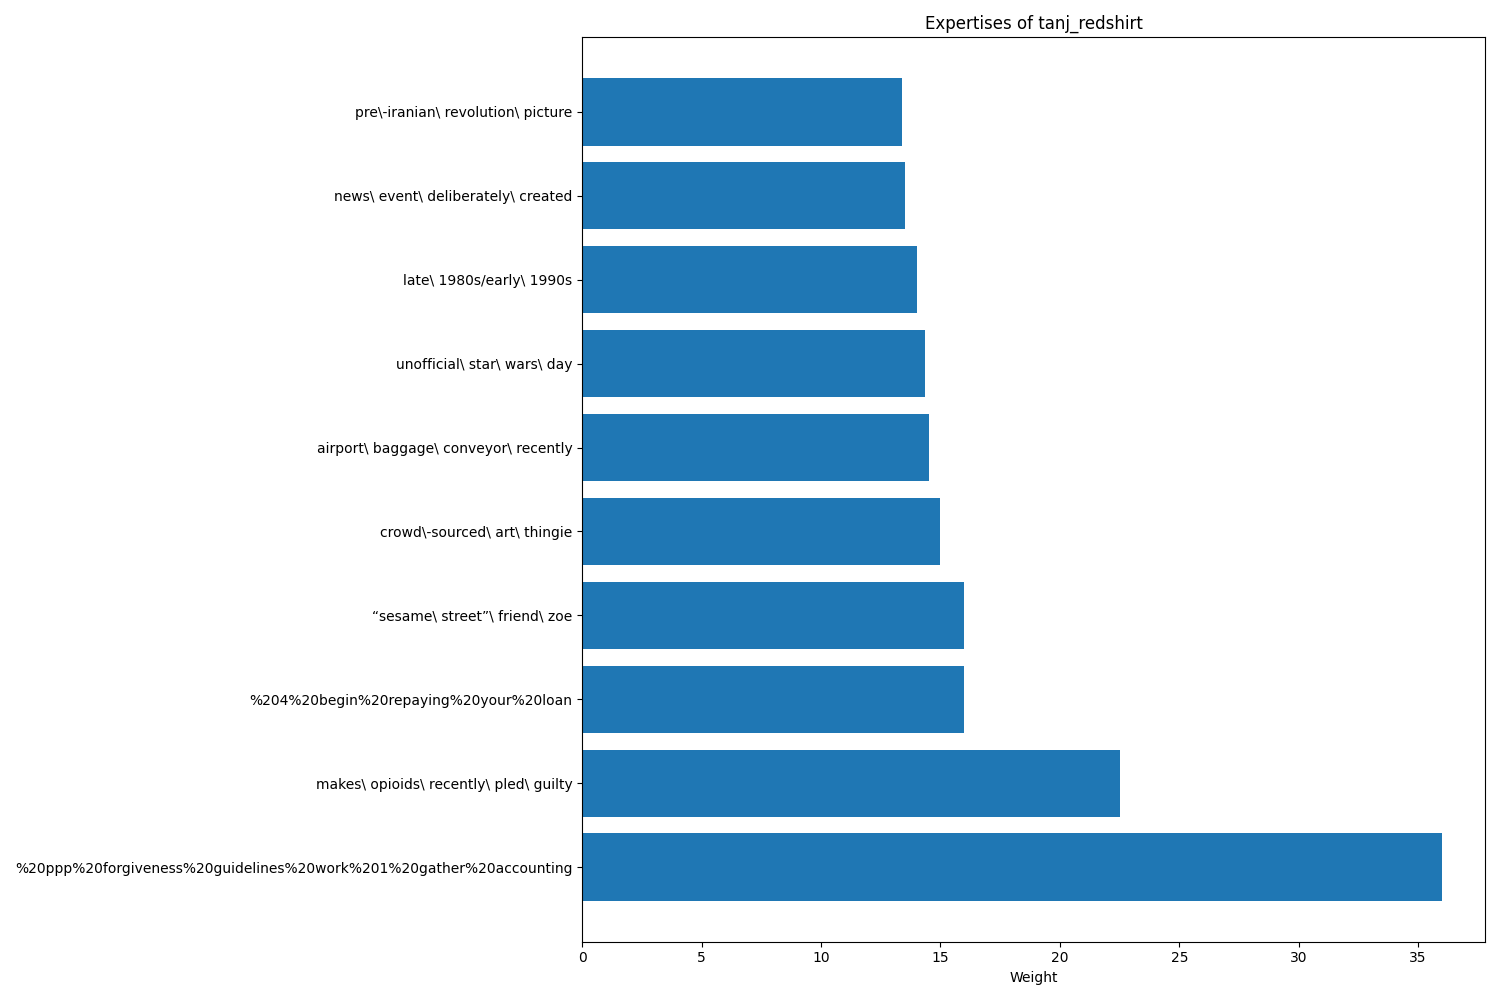 Expertises of tanj_redshirt
pre\-iranian\ revolution\ picture
news\ event\ deliberately\ created
late\ 1980s/early\ 1990s
unofficial\ star\ wars\ day
airport\ baggage\ conveyor\ recently
crowd\-sourced\ art\ thingie
“sesame\ street”\ friend\ zoe
%204%20begin%20repaying%20your%20loan
makes\ opioids\ recently\ pled\ guilty
%20ppp%20forgiveness%20guidelines%20work%201%20gather%20accounting
0 5 10 15 20 25 30 35
Weight